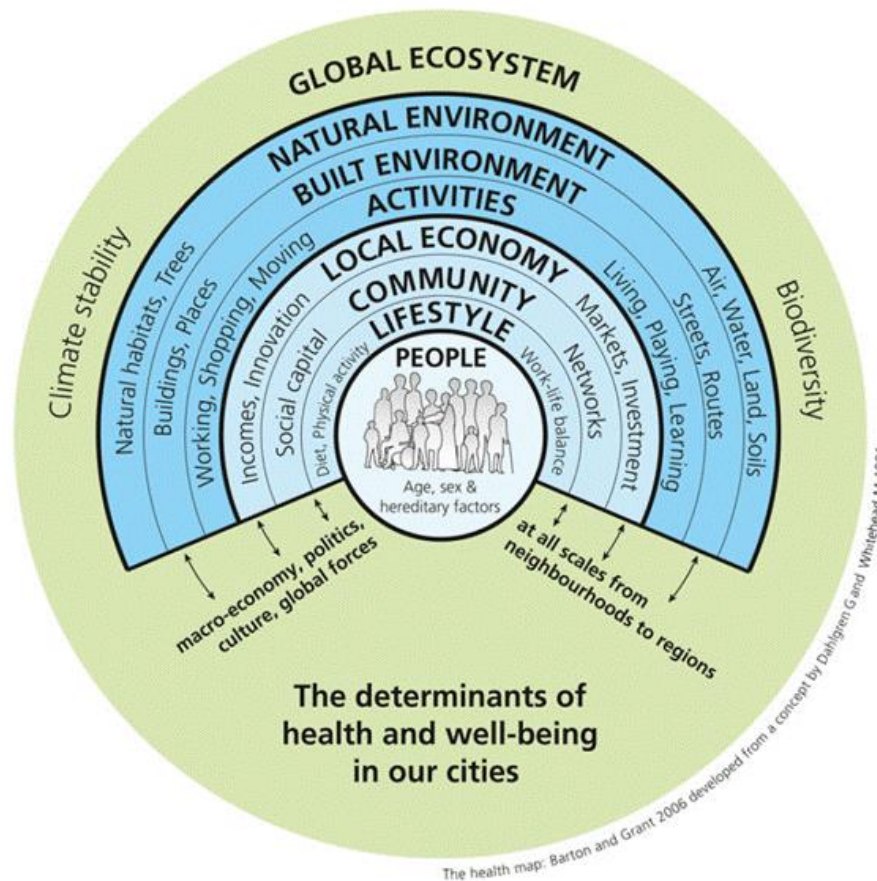 GLOBAL ECOSYSTEM
NATURAL ENVIRONMENT
BUILT ENVIRONMENT
ACTIVITIES
LOCAL ECONOMY
COMMUNITY
LIFESTYLE
PEOPLE
Age, sex &
hereditary factors
Climate stability
Natural habitats, Trees
Buildings, Places
Working, Shopping, Moving
Incomes, Innovation
Social capital
Diet, Physical activity
Work-life balance
Networks
Markets, Investment
Living, Playing, Learning
Streets, Routes
Air, Water, Land, Soils
Biodiversity
macro-economy, politics,
culture, global forces
at all scales from
neighbourhoods to regions
The determinants of
health and well-being
in our cities
The health map: Barton and Grant 2006 developed from a concept by Dahlgren G and Whitehead